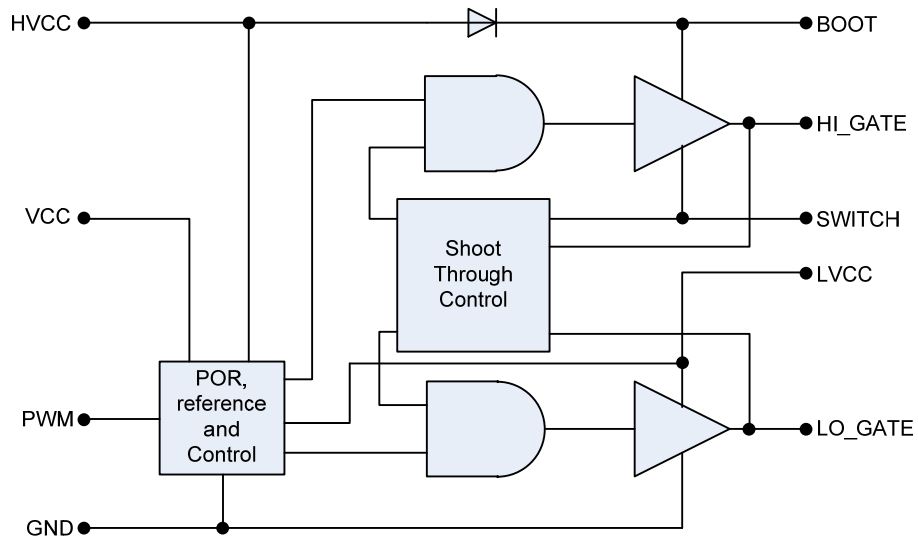 HVCC
BOOT
HI_GATE
VCC
SWITCH
Shoot
Through
Control
LVCC
POR,
reference
and
Control
PWM
LO_GATE
GND